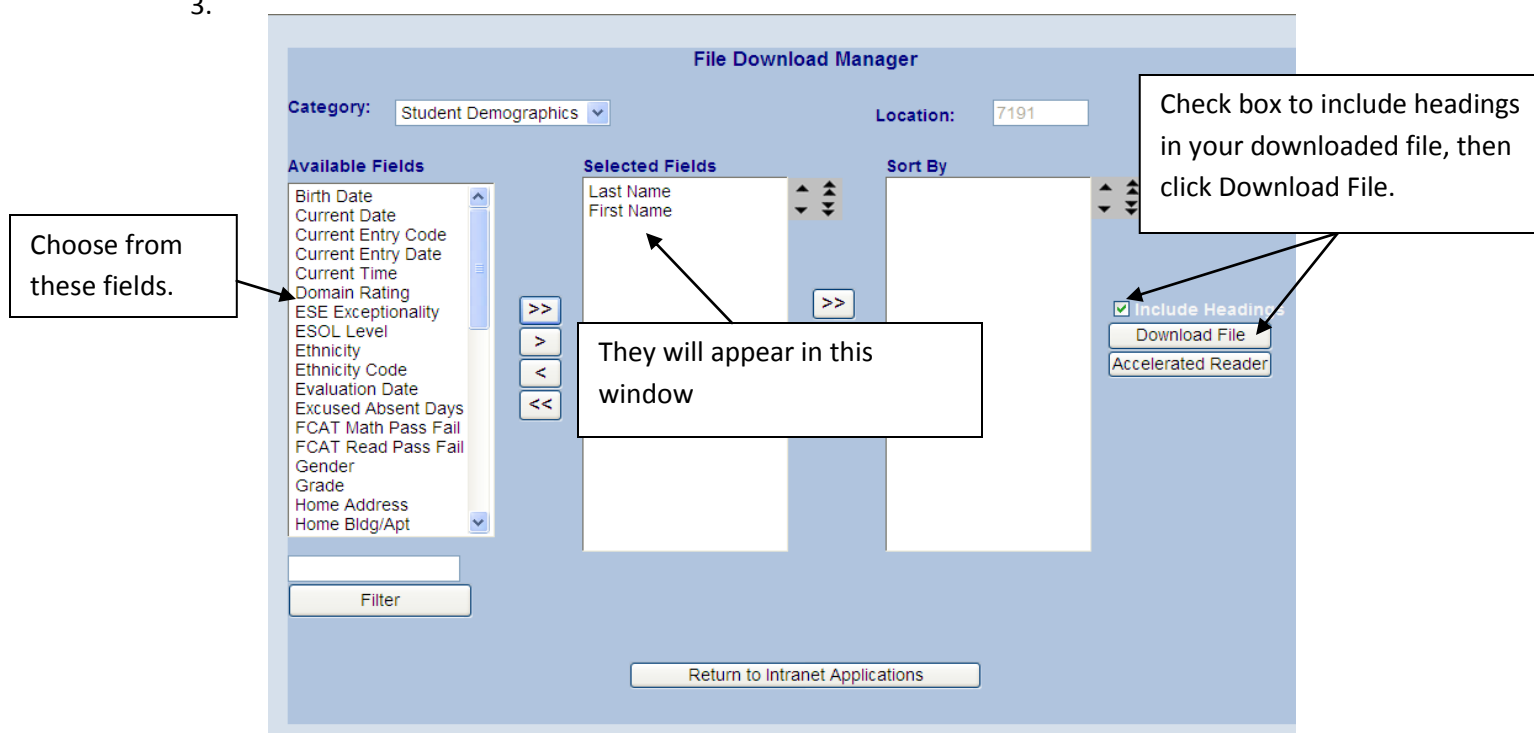 3.
File Download Manager
Category:
Student Demographics
Location:
7191
Check box to include headings
in your downloaded file, then
click Download File.
Available Fields
Selected Fields
Sort By
Choose from
these fields.
Birth Date
Current Date
Current Entry Code
Current Entry Date
Current Time
Domain Rating
ESE Exceptionality
ESOL Level
Ethnicity
Ethnicity Code
Evaluation Date
Excused Absent Days
FCAT Math Pass Fail
FCAT Read Pass Fail
Gender
Grade
Home Address
Home Bldg/Apt
>>
>
<
<<
Last Name
First Name
They will appear in this
window
>>
Include Headings
Download File
Accelerated Reader
Filter
Return to Intranet Applications